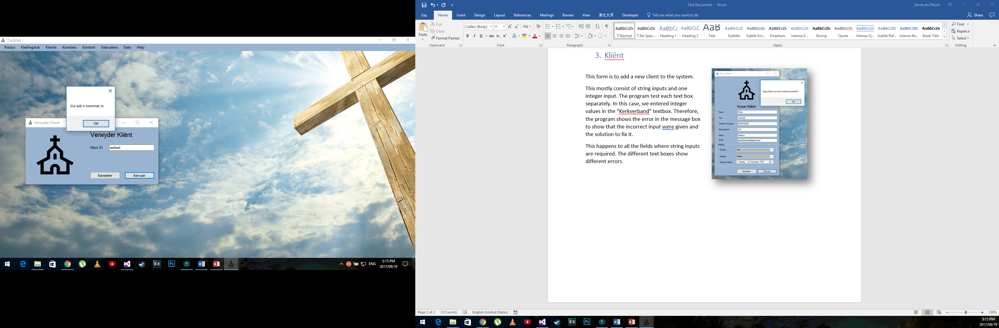 Tuisblad
Kieslys Kledingstuk Kliente Kombers Kontant Gebruikers Data Help
Vul asb n nommer in
OK
Verwyder_Klient
Verwyder Kliënt
Klient ID: asdasd
Kanseleer Aanvaar
ENG
5:15 PM
2017/09/19
Test Document - Word
Gerrie du Plessis
File Home Insert Design Layout References Mailings Review View 美化大师 Developer Tell me what you want to do
Share
Paste
Cut
Copy
Format Painter
Clipboard
Calibri (Body) 11
Font
Paragraph
AaBbCcDc AaBbCcDc AaBbCc AaBbCcE AaB AaBbCcD AaBbCcDc AaBbCcDc AaBbCcDc AaBbCcDc AaBbCcDc AaBbCcDc AABBCCDE AABBCCDE AaBbCcDc
¶ Normal ¶ No Spac... Heading 1 Heading 2 Title Subtitle Subtle Em... Emphasis Intense E... Strong Quote Intense Q... Subtle Ref... Intense Re... Book Title
Styles
Find
Replace
Select
Editing
3. Kliënt
This form is to add a new client to the system.
This mostly consist of string inputs and one
integer input. The program test each text box
separately. In this case, we entered integer
values in the “Kerkverband” textbox. Therefore,
the program shows the error in the message box
to show that the incorrect input were given and
the solution to fix it.
This happens to all the fields where string inputs
are required. The different text boxes show
different errors.
Nuwe_Klient
Slegs letters by Kerk verband asseblief
OK
Nuwe Kliënt
Naam Pieter
Van Vermaak
Telefoon Nommer
Kerkverband 123
Adres Heilbron
Email
Inligting
Grootte:
Geslag Manlik
Geboort Datum: Tuesday , 23 December 1997
Kanseleer Aanvaar
Page 2 of 2 313 words English (United States)
130%
5:15 PM
2017/09/19